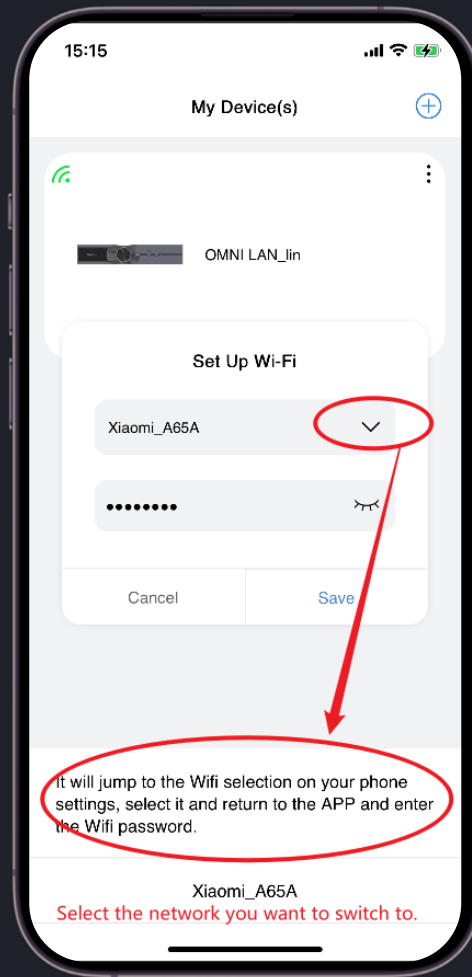 15:15
My Device(s)
OMNI LAN_lin
Set Up Wi-Fi
Xiaomi_A65A
••••••••
Cancel
Save
It will jump to the Wifi selection on your phone
settings, select it and return to the APP and enter
the Wifi password.
Xiaomi_A65A
Select the network you want to switch to.